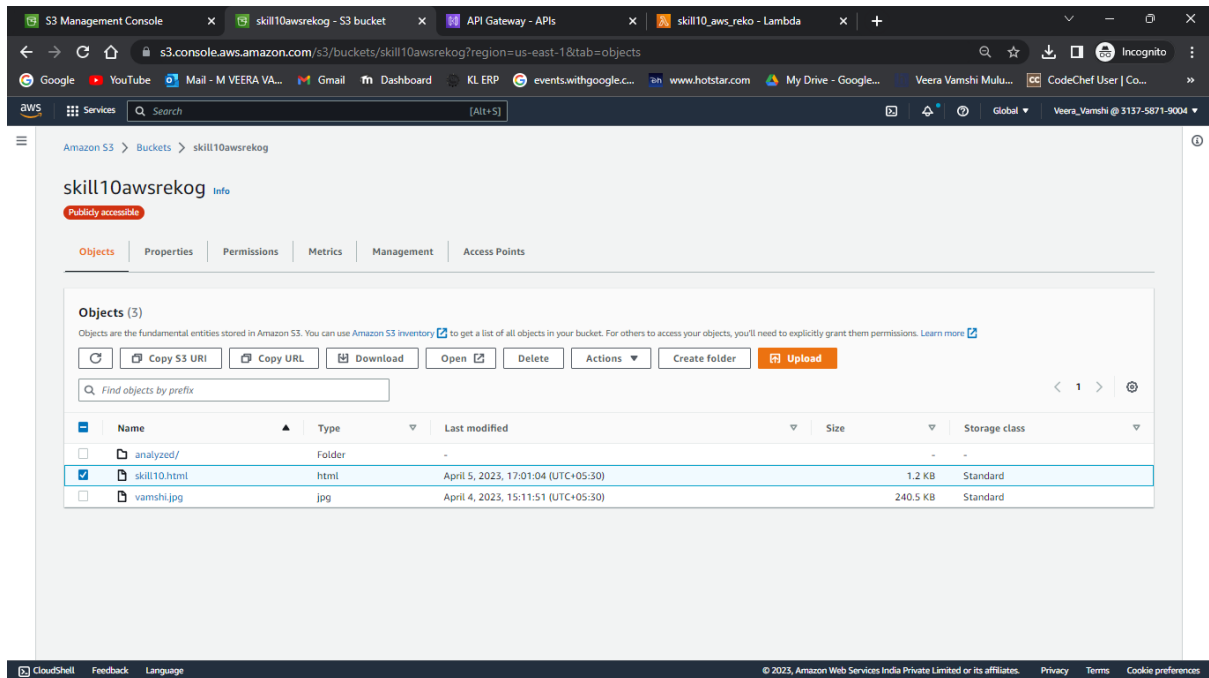 S3 Management Console skill10awsrekog - S3 bucket API Gateway - APIs skill10_aws_reko - Lambda
s3.console.aws.amazon.com/s3/buckets/skill10awsrekog?region=us-east-1&tab=objects Incognito
Google YouTube Mail - M VEERA VA... Gmail Dashboard KL ERP events.withgoogle.c... www.hotstar.com My Drive - Google... Veera Vamshi Mulu... CC CodeChef User | Co... »
aws Services Search [Alt+S] Global Veera_Vamshi @ 3137-5871-9004
Amazon S3 > Buckets > skill10awsrekog
skill10awsrekog Info
Publicly accessible
Objects Properties Permissions Metrics Management Access Points
Objects (3)
Objects are the fundamental entities stored in Amazon S3. You can use Amazon S3 inventory to get a list of all objects in your bucket. For others to access your objects, you'll need to explicitly grant them permissions. Learn more
Copy S3 URI Copy URL Download Open Delete Actions Create folder Upload
Find objects by prefix < 1 >
Name Type Last modified Size Storage class
analyzed/ Folder - - -
skill10.html html April 5, 2023, 17:01:04 (UTC+05:30) 1.2 KB Standard
vamshi.jpg jpg April 4, 2023, 15:11:51 (UTC+05:30) 240.5 KB Standard
CloudShell Feedback Language © 2023, Amazon Web Services India Private Limited or its affiliates. Privacy Terms Cookie preferences